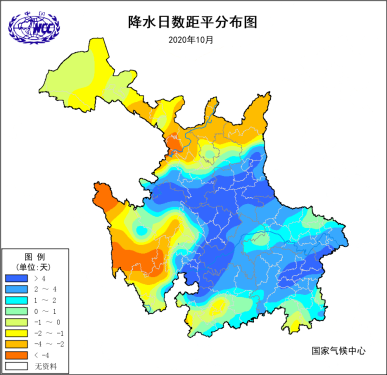 降水日数距平分布图
2020年10月
NCC
图 例
(单位:天)
> 4
2 ~ 4
1 ~ 2
0 ~ 1
-1 ~ 0
-2 ~ -1
-4 ~ -2
< -4
无资料
国家气候中心